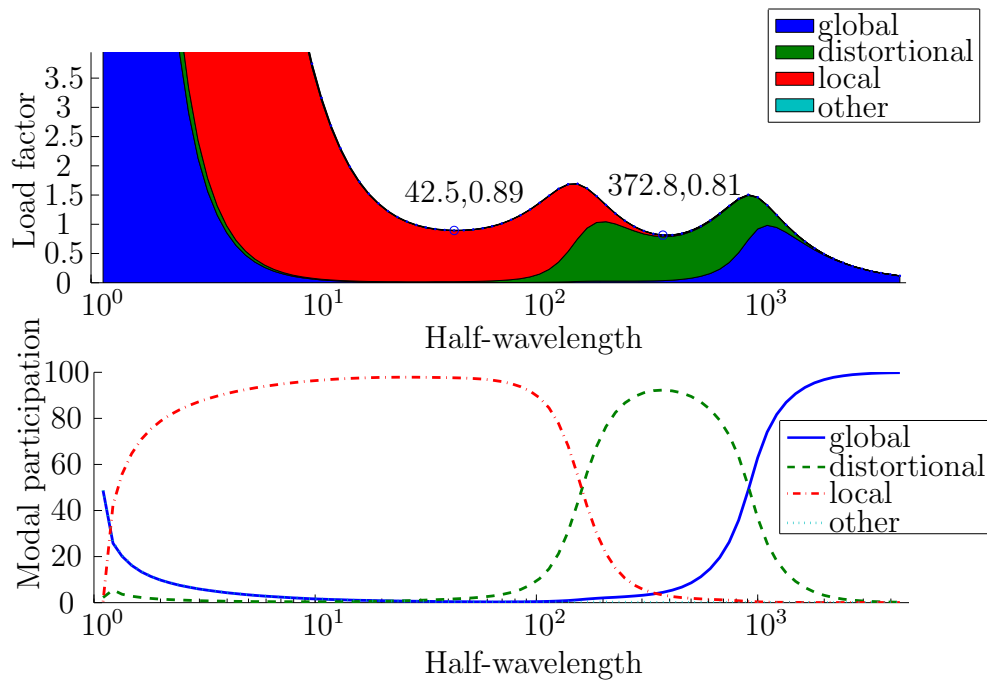 global
distortional
local
other
Load factor
3.5
3
2.5
2
1.5
1
0.5
0
42.5,0.89
372.8,0.81
10^0
10^1
10^2
10^3
Half-wavelength
Modal participation
100
80
60
40
20
0
global
distortional
local
other
10^0
10^1
10^2
10^3
Half-wavelength